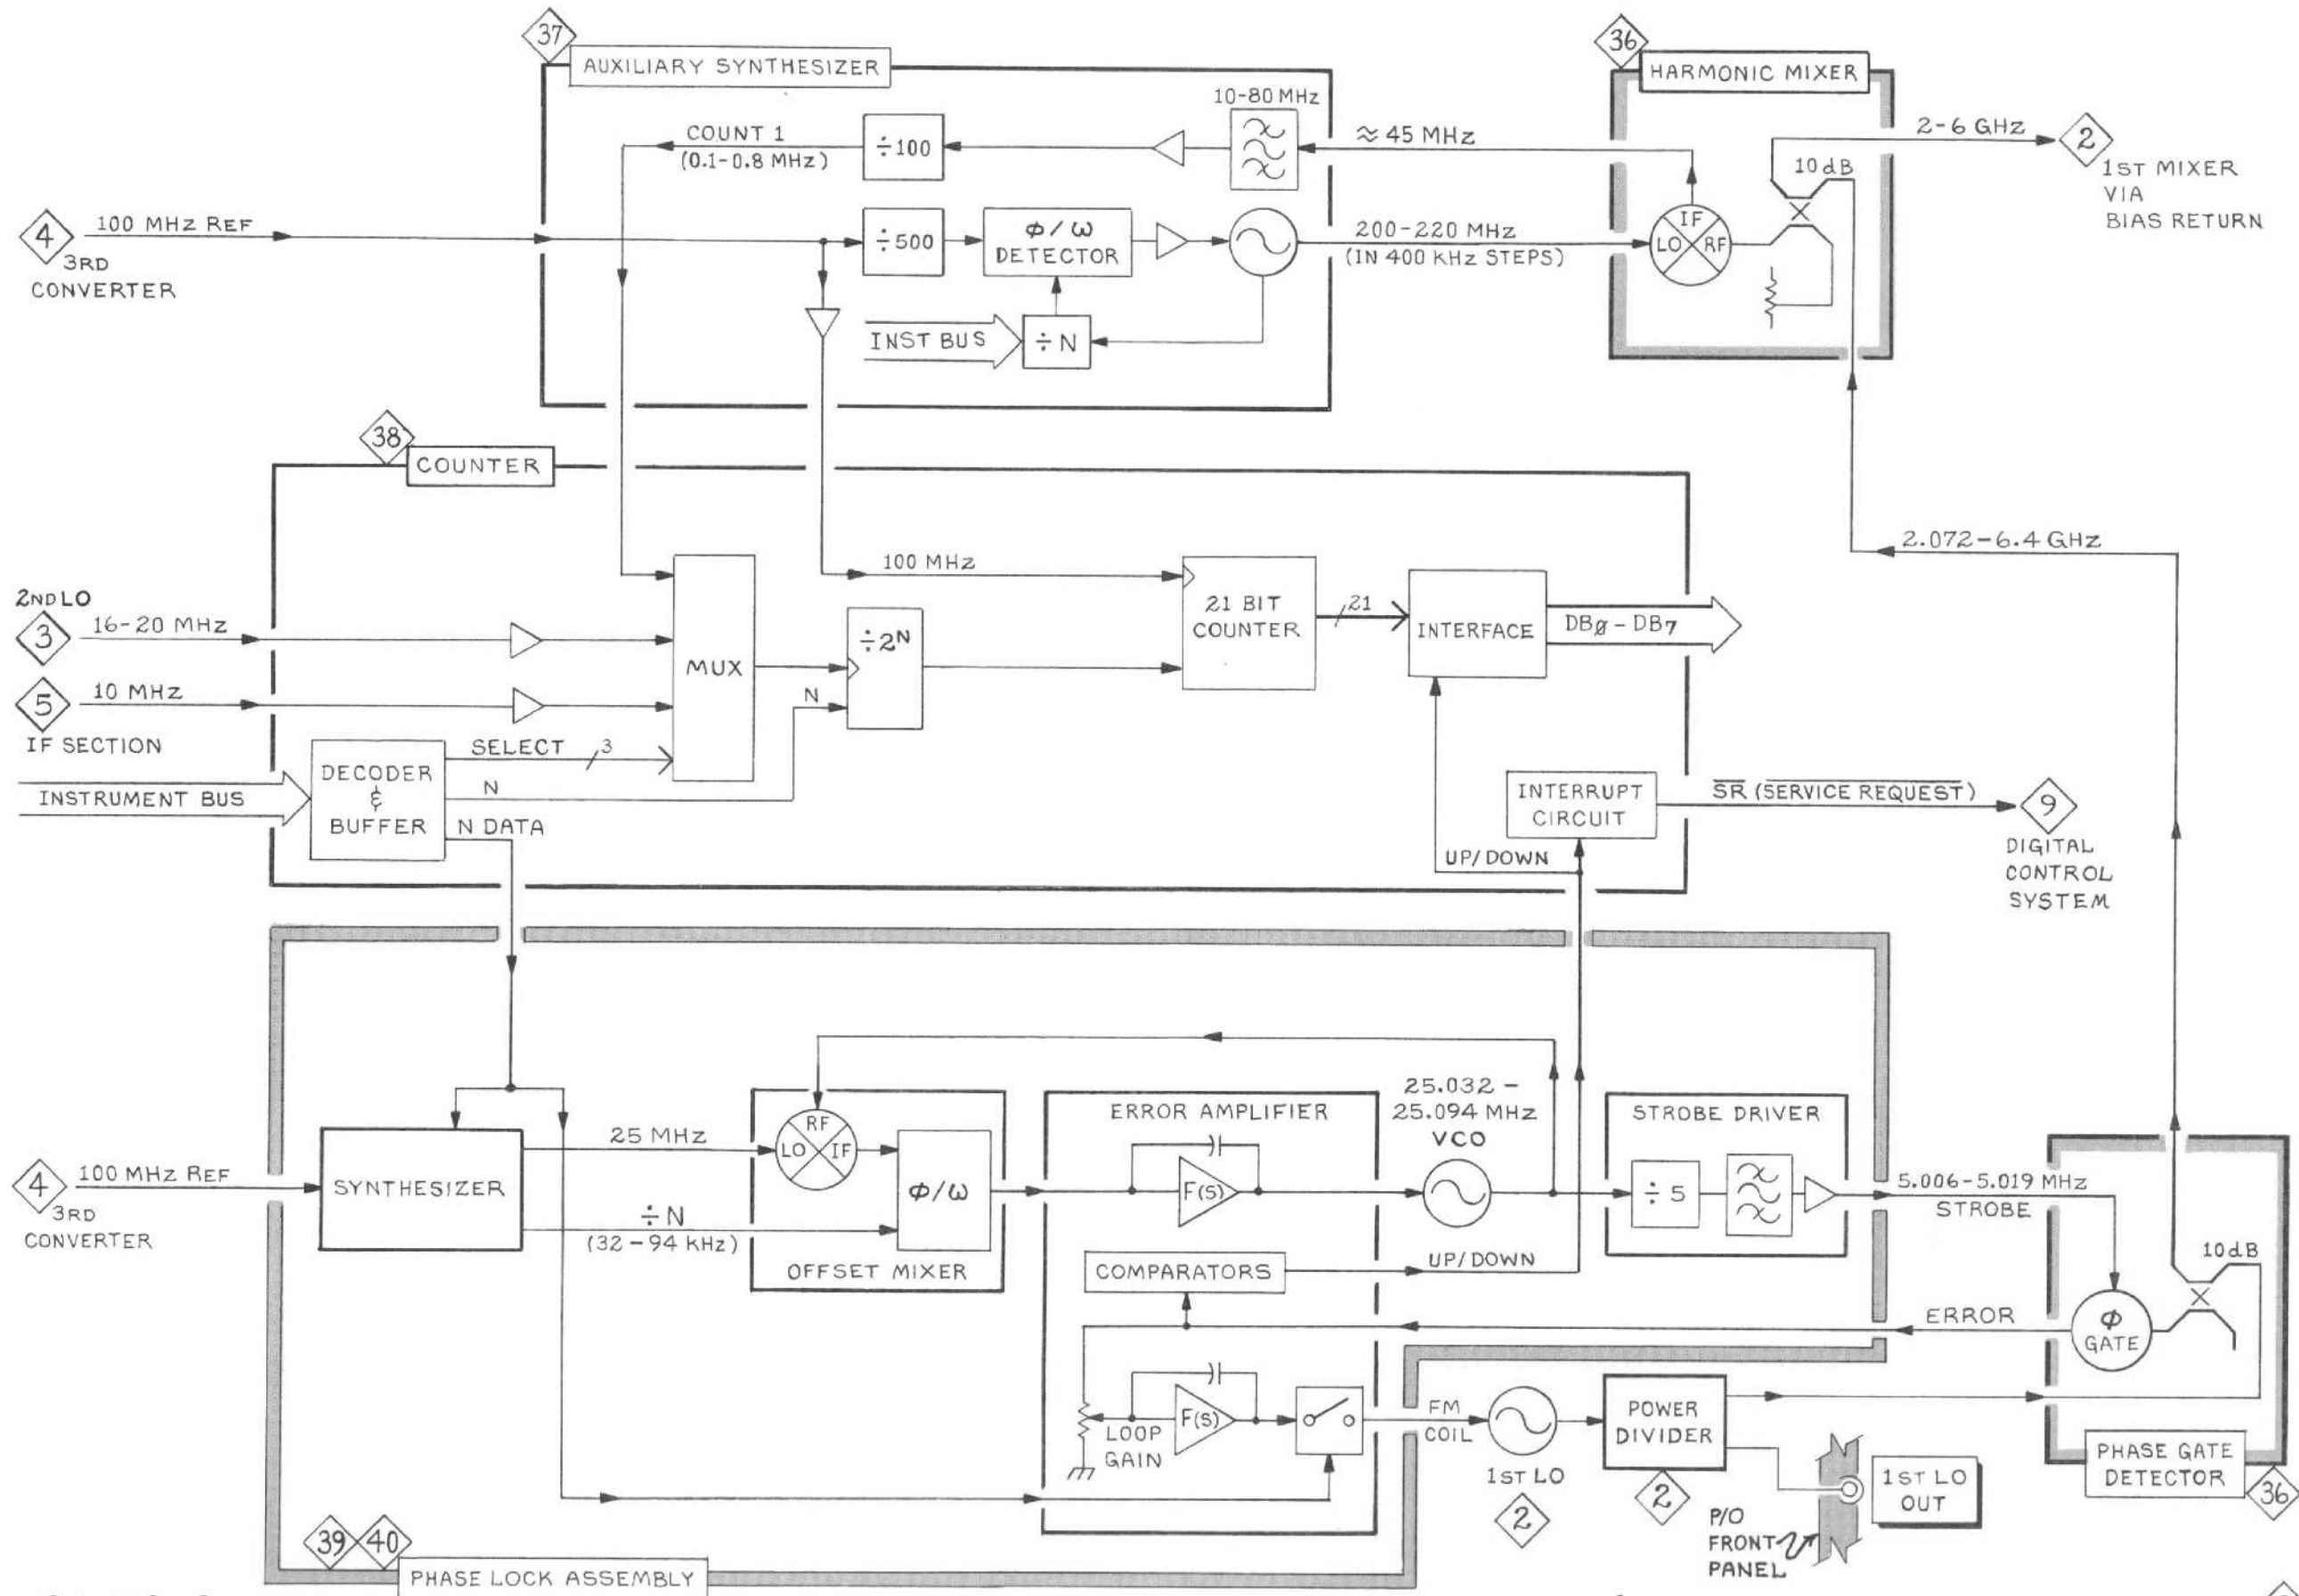 37
AUXILIARY SYNTHESIZER
10-80 MHz
COUNT 1
(0.1-0.8 MHz)
÷100
≈ 45 MHz
4
100 MHz REF
3RD
CONVERTER
÷500
Φ/ω
DETECTOR
200-220 MHz
(IN 400 KHz STEPS)
INST BUS
÷ N
36
HARMONIC MIXER
2-6 GHz
2
1ST MIXER
VIA
BIAS RETURN
10 dB
IF
LO
RF
38
COUNTER
100 MHz
2.072-6.4 GHz
2ND LO
3
16-20 MHz
5
10 MHz
IF SECTION
MUX
÷2ᴺ
N
21 BIT
COUNTER
21
INTERFACE
DBØ - DB7
INSTRUMENT BUS
DECODER
&
BUFFER
SELECT
3
N
N DATA
INTERRUPT
CIRCUIT
SR (SERVICE REQUEST)
UP/DOWN
9
DIGITAL
CONTROL
SYSTEM
4
100 MHz REF
3RD
CONVERTER
SYNTHESIZER
25 MHz
÷ N
(32-94 KHz)
RF
LO
IF
Φ/ω
OFFSET MIXER
ERROR AMPLIFIER
F(S)
COMPARATORS
UP/DOWN
25.032 -
25.094 MHz
VCO
STROBE DRIVER
÷ 5
5.006-5.019 MHz
STROBE
10dB
ERROR
Φ
GATE
LOOP
GAIN
F(S)
FM
COIL
1ST LO
2
POWER
DIVIDER
2
P/O
FRONT
PANEL
1ST LO
OUT
PHASE GATE
DETECTOR
36
39
40
PHASE LOCK ASSEMBLY